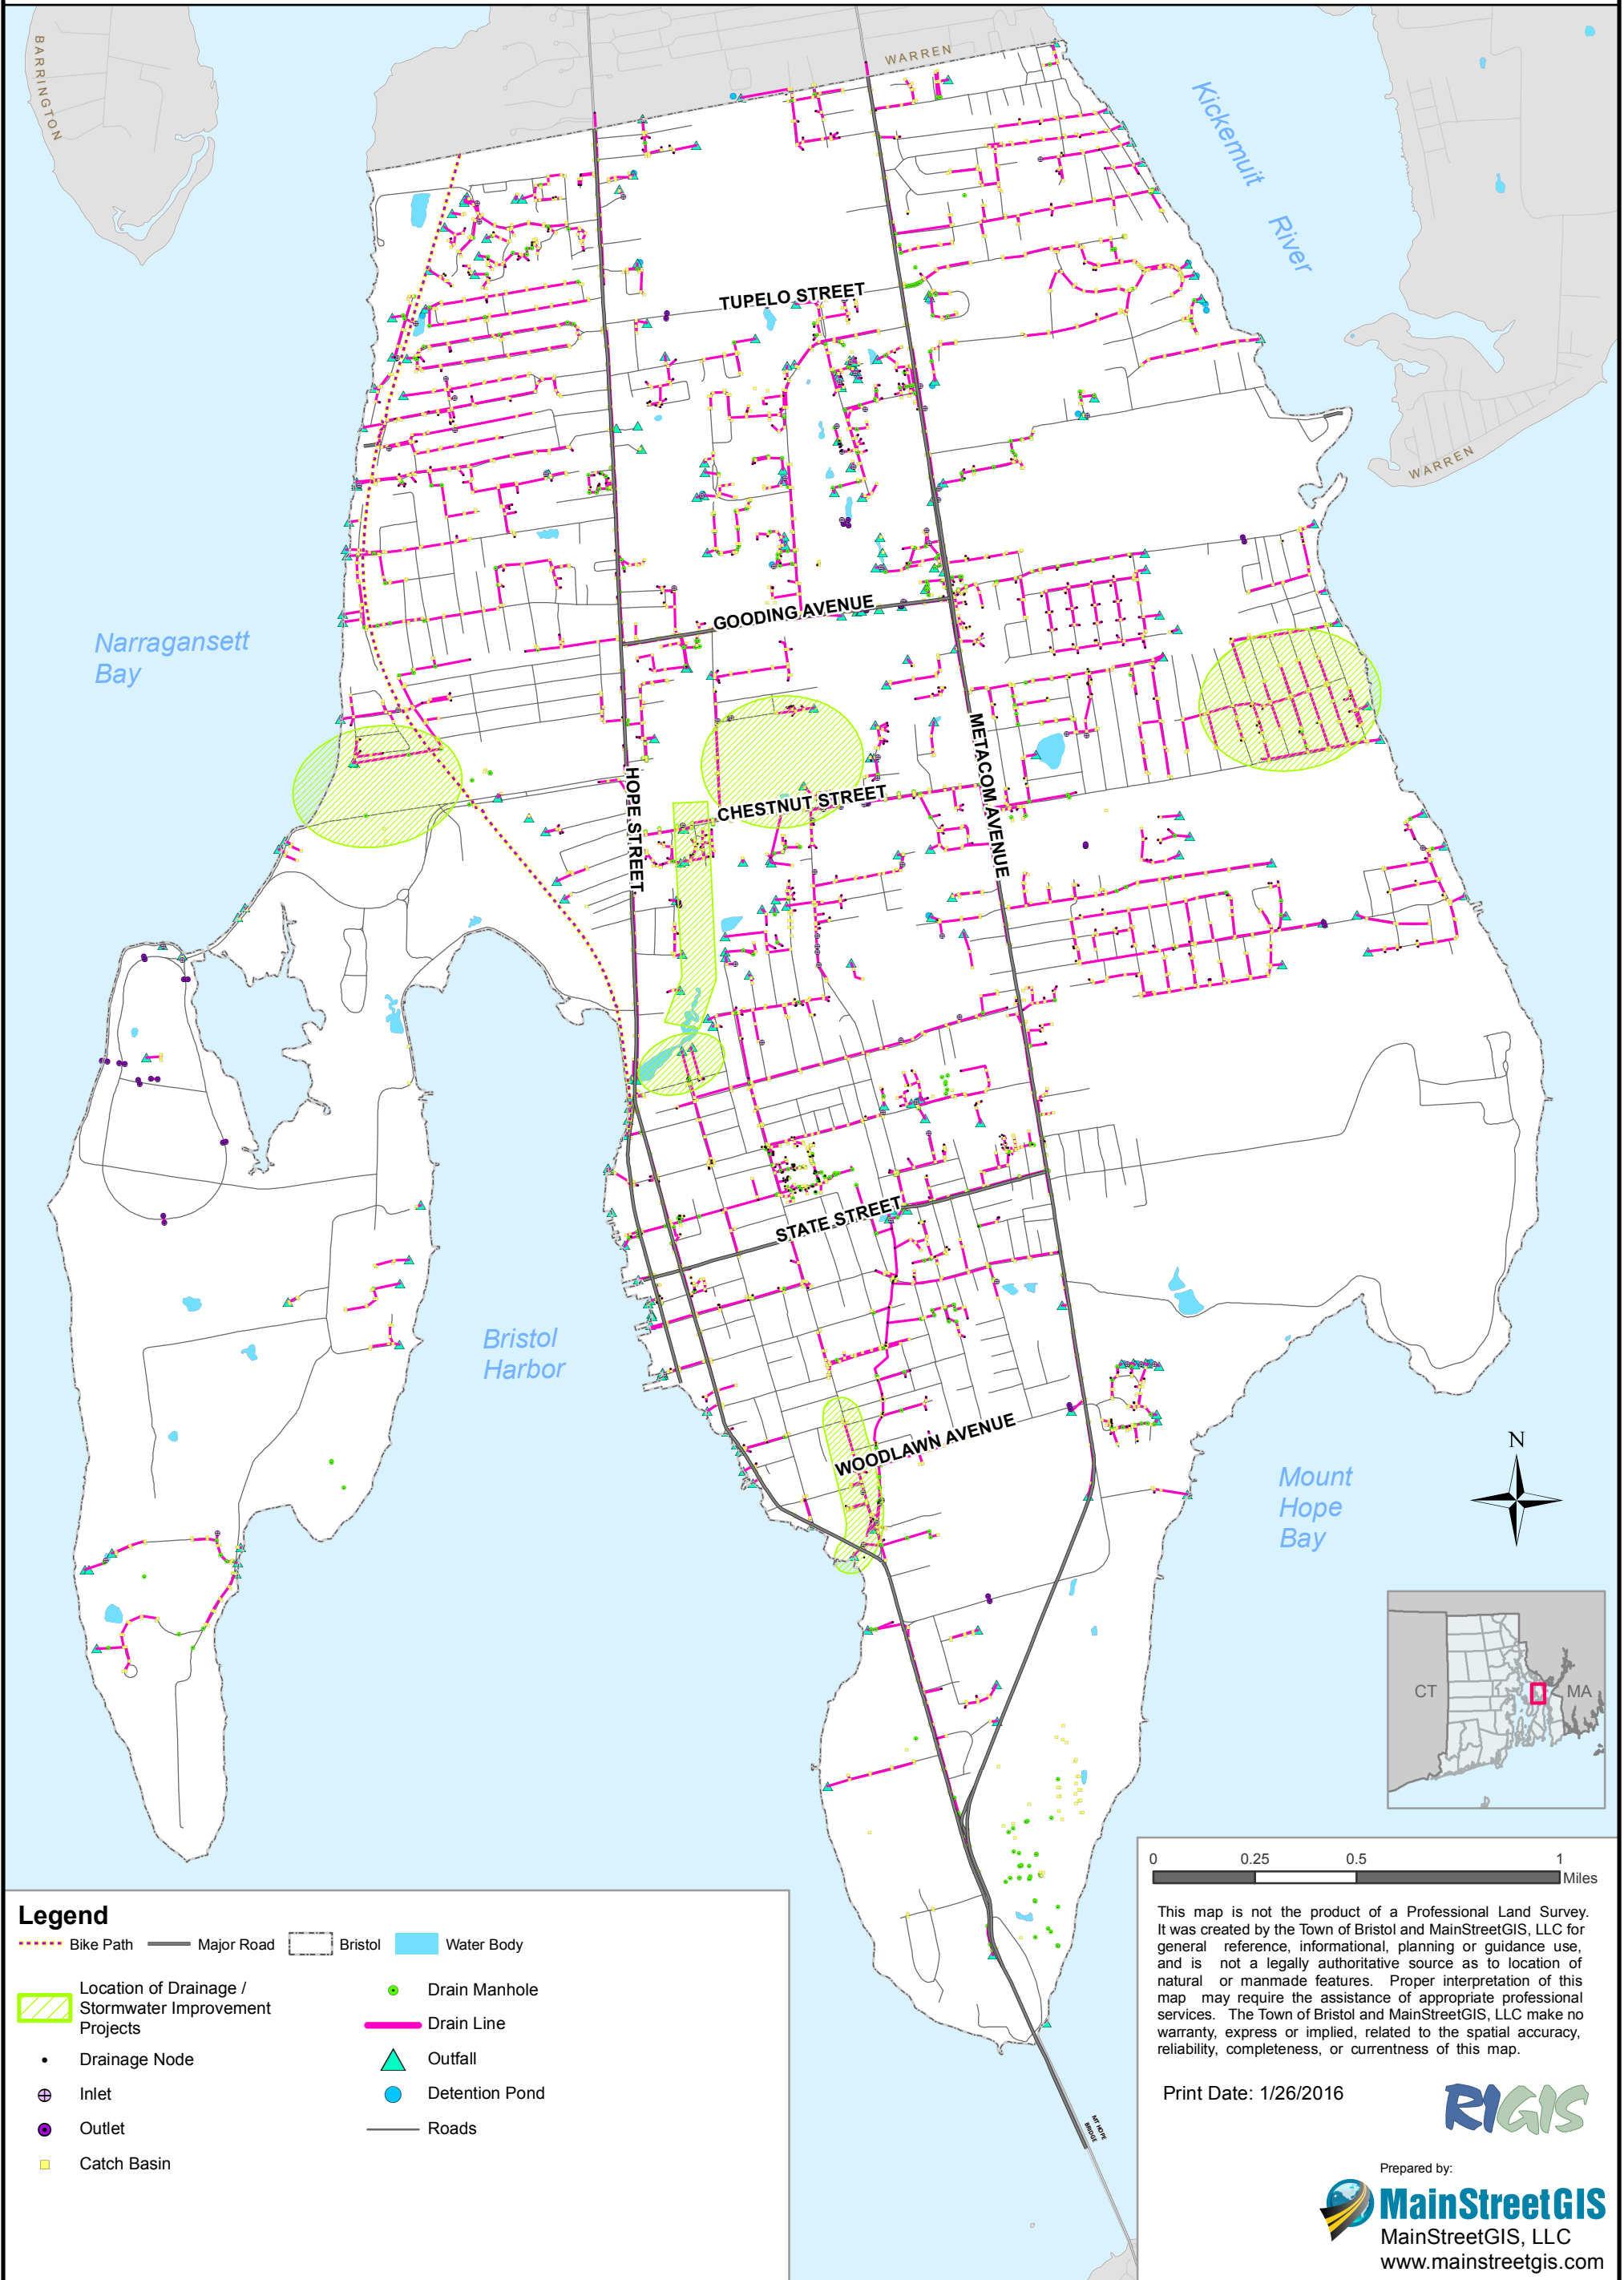 BARRINGTON
WARREN
Kickemuit
River
TUPELO STREET
WARREN
GOODING AVENUE
Narragansett
Bay
METACOM AVENUE
HOPE STREET
CHESTNUT STREET
STATE STREET
Bristol
Harbor
WOODLAWN AVENUE
Mount
Hope
Bay
N
CT
MA
MT HOPE
BRIDGE
0
0.25
0.5
1
Miles
Legend
Bike Path
Major Road
Bristol
Water Body
Location of Drainage /
Stormwater Improvement
Projects
Drain Manhole
Drain Line
Drainage Node
Outfall
Inlet
Detention Pond
Outlet
Roads
Catch Basin
This map is not the product of a Professional Land Survey.
It was created by the Town of Bristol and MainStreetGIS, LLC for
general reference, informational, planning or guidance use,
and is not a legally authoritative source as to location of
natural or manmade features. Proper interpretation of this
map may require the assistance of appropriate professional
services. The Town of Bristol and MainStreetGIS, LLC make no
warranty, express or implied, related to the spatial accuracy,
reliability, completeness, or currentness of this map.
Print Date: 1/26/2016
RIGIS
Prepared by:
MainStreetGIS
MainStreetGIS, LLC
www.mainstreetgis.com